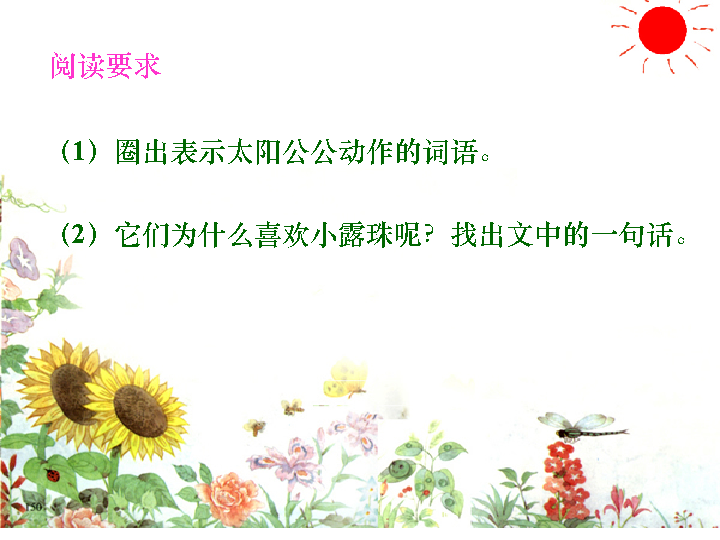 阅读要求
（1）圈出表示太阳公公动作的词语。
（2）它们为什么喜欢小露珠呢？找出文中的一句话。
150